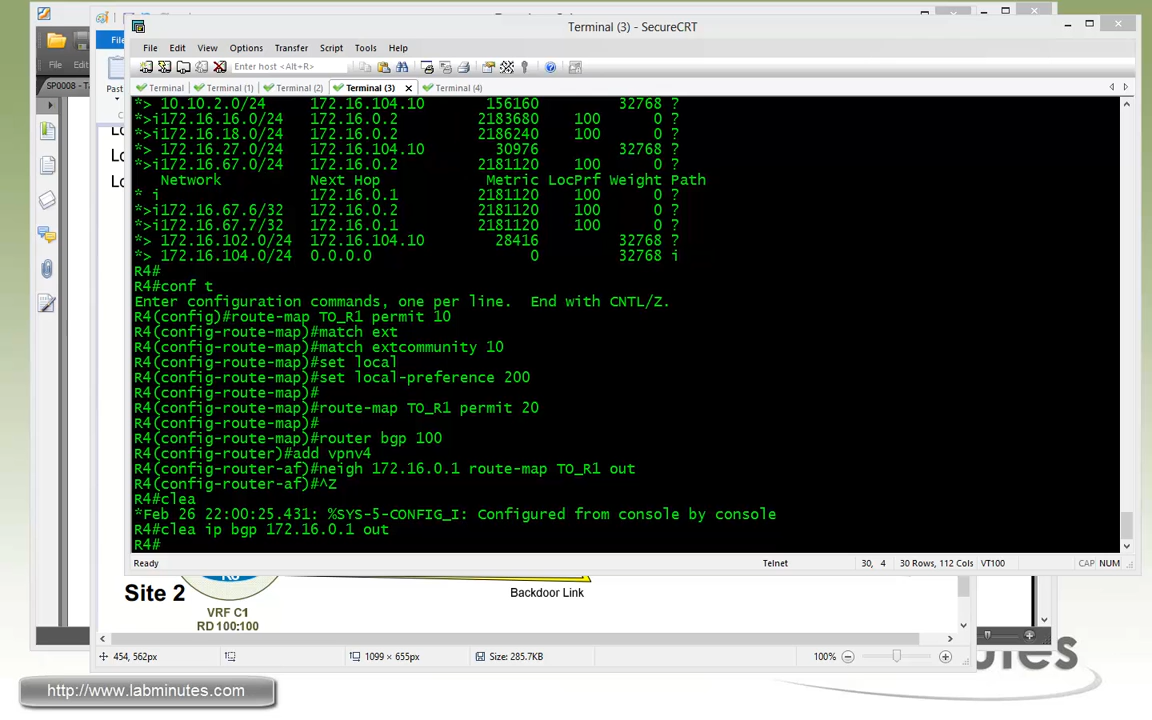 Terminal (3) - SecureCRT
File Edit View Options Transfer Script Tools Help
Enter host <Alt+R>
Terminal Terminal (1) Terminal (2) Terminal (3) Terminal (4)
File
File Edi
SP0008 - T
Past
Lo
Lo
Lo
*> 10.10.2.0/24 172.16.104.10 156160 32768 ?
*>i172.16.16.0/24 172.16.0.2 2183680 100 0 ?
*>i172.16.18.0/24 172.16.0.2 2186240 100 0 ?
*> 172.16.27.0/24 172.16.104.10 30976 32768 ?
*>i172.16.67.0/24 172.16.0.2 2181120 100 0 ?
Network Next Hop Metric LocPrf Weight Path
* i 172.16.0.1 2181120 100 0 ?
*>i172.16.67.6/32 172.16.0.2 2181120 100 0 ?
*>i172.16.67.7/32 172.16.0.1 2181120 100 0 ?
*> 172.16.102.0/24 172.16.104.10 28416 32768 ?
*> 172.16.104.0/24 0.0.0.0 0 32768 i
R4#
R4#conf t
Enter configuration commands, one per line. End with CNTL/Z.
R4(config)#route-map TO_R1 permit 10
R4(config-route-map)#match ext
R4(config-route-map)#match extcommunity 10
R4(config-route-map)#set local
R4(config-route-map)#set local-preference 200
R4(config-route-map)#
R4(config-route-map)#route-map TO_R1 permit 20
R4(config-route-map)#
R4(config-route-map)#router bgp 100
R4(config-router)#add vpnv4
R4(config-router-af)#neigh 172.16.0.1 route-map TO_R1 out
R4(config-router-af)#^Z
R4#clea
*Feb 26 22:00:25.431: %SYS-5-CONFIG_I: Configured from console by console
R4#clea ip bgp 172.16.0.1 out
R4#
Ready Telnet 30, 4 30 Rows, 112 Cols VT100 CAP NUM
Site 2
Backdoor Link
VRF C1
RD 100:100
454, 562px 1099 × 655px Size: 285.7KB 100%
http://www.labminutes.com